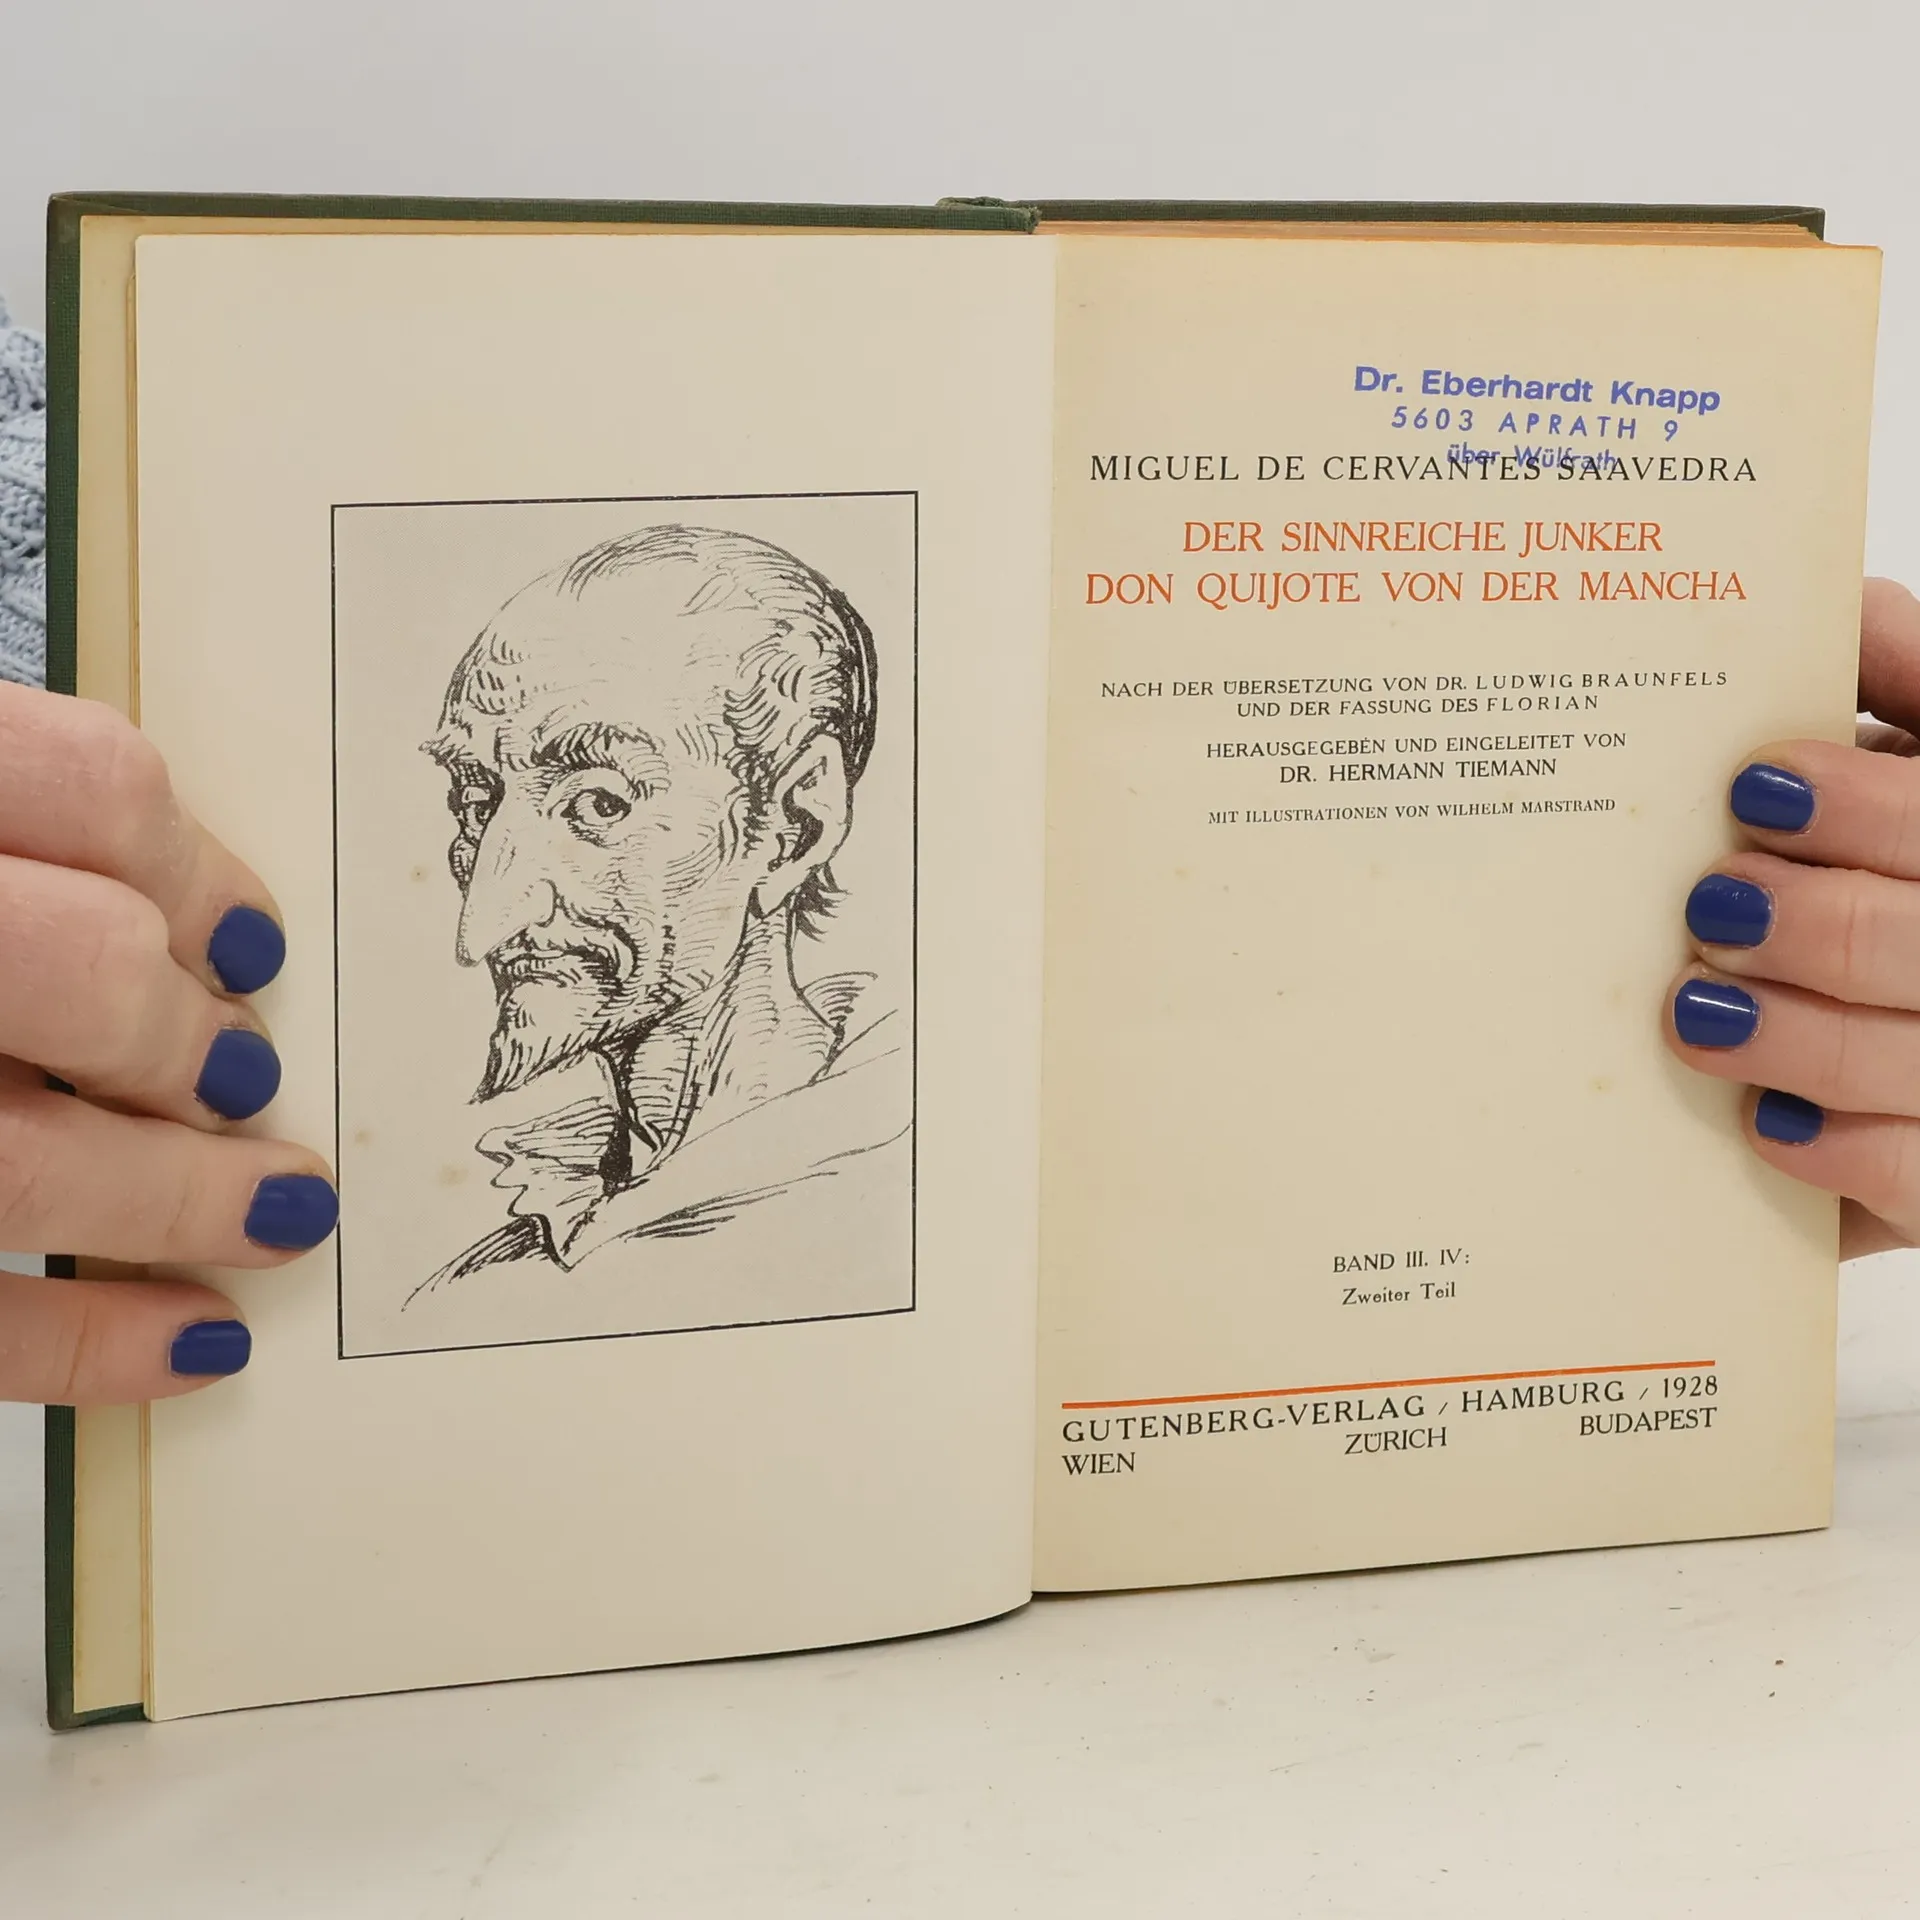 Dr. Eberhardt Knapp
5603 APRATH 9
über Wülfrath
MIGUEL DE CERVANTES SAAVEDRA
DER SINNREICHE JUNKER
DON QUIJOTE VON DER MANCHA
NACH DER ÜBERSETZUNG VON DR. LUDWIG BRAUNFELS
UND DER FASSUNG DES FLORIAN
HERAUSGEGEBEN UND EINGELEITET VON
DR. HERMANN TIEMANN
MIT ILLUSTRATIONEN VON WILHELM MARSTRAND
BAND III. IV:
Zweiter Teil
GUTENBERG-VERLAG / HAMBURG / 1928
WIEN ZÜRICH BUDAPEST